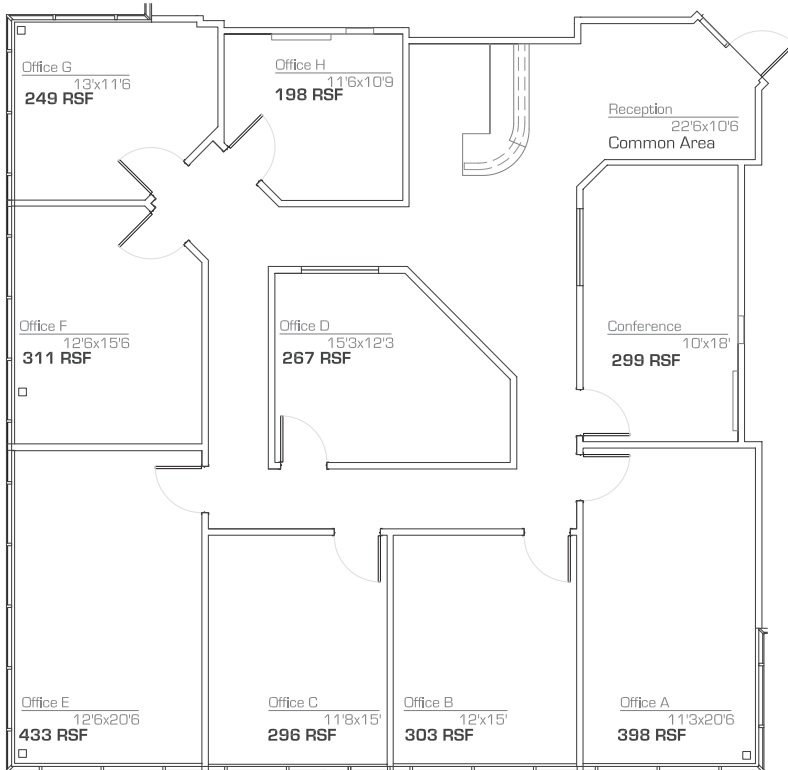 Office G
13'x11'6
249 RSF
Office H
11'6x10'9
198 RSF
Reception
22'6x10'6
Common Area
Office F
12'6x15'6
311 RSF
Office D
15'3x12'3
267 RSF
Conference
10'x18'
299 RSF
Office E
12'6x20'6
433 RSF
Office C
11'8x15'
296 RSF
Office B
12'x15'
303 RSF
Office A
11'3x20'6
398 RSF